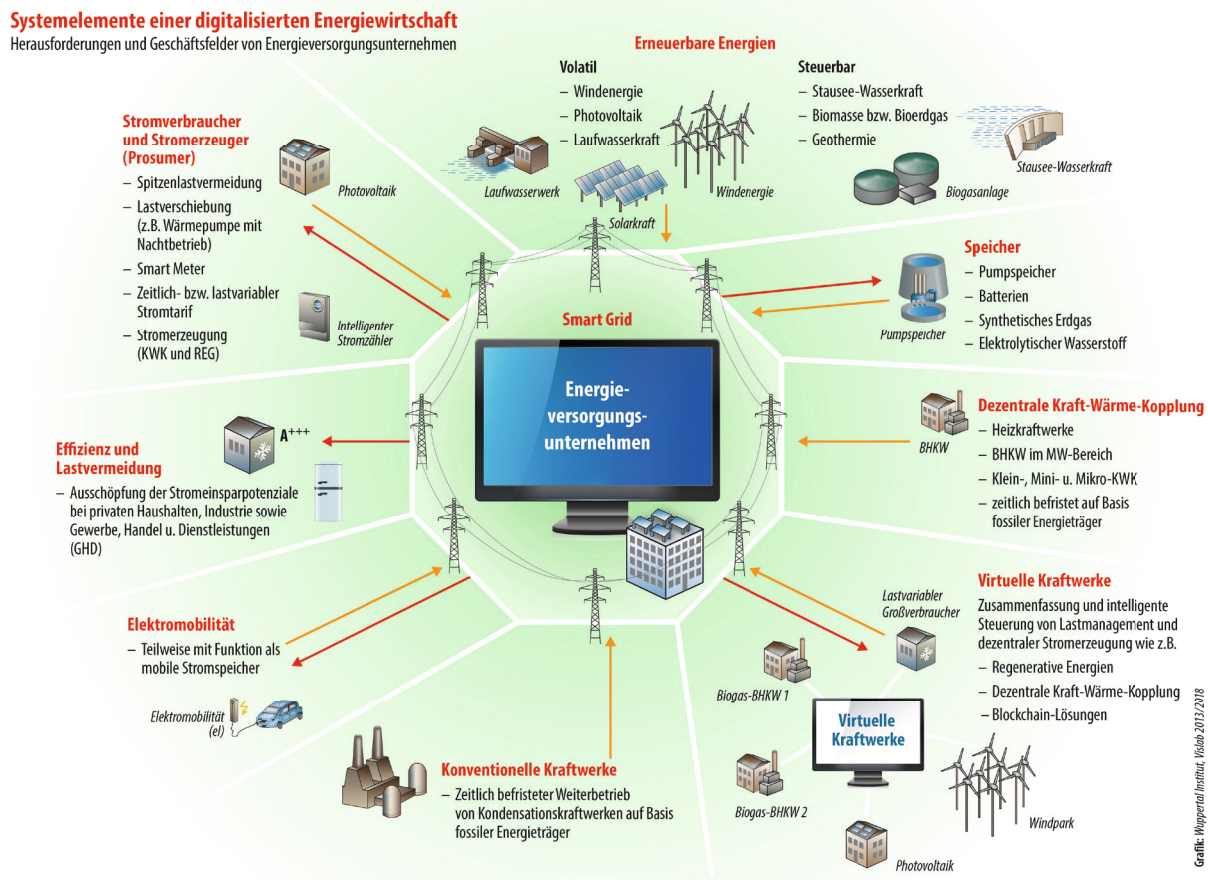 Systemelemente einer digitalisierten Energiewirtschaft
Herausforderungen und Geschäftsfelder von Energieversorgungsunternehmen
Erneuerbare Energien
Volatil
– Windenergie
– Photovoltaik
– Laufwasserkraft
Steuerbar
– Stausee-Wasserkraft
– Biomasse bzw. Bioerdgas
– Geothermie
Laufwasserwerk
Solarkraft
Windenergie
Biogasanlage
Stausee-Wasserkraft
Stromverbraucher
und Stromerzeuger
(Prosumer)
– Spitzenlastvermeidung
– Lastverschiebung
(z.B. Wärmepumpe mit
Nachtbetrieb)
– Smart Meter
– Zeitlich- bzw. lastvariabler
Stromtarif
– Stromerzeugung
(KWK und REG)
Photovoltaik
Intelligenter
Stromzähler
Speicher
– Pumpspeicher
– Batterien
– Synthetisches Erdgas
– Elektrolytischer Wasserstoff
Pumpspeicher
Smart Grid
Energie-
versorgungs-
unternehmen
Dezentrale Kraft-Wärme-Kopplung
– Heizkraftwerke
– BHKW im MW-Bereich
– Klein-, Mini- u. Mikro-KWK
– zeitlich befristet auf Basis
fossiler Energieträger
BHKW
Effizienz und
Lastvermeidung
– Ausschöpfung der Stromeinsparpotenziale
bei privaten Haushalten, Industrie sowie
Gewerbe, Handel u. Dienstleistungen
(GHD)
A+++
Elektromobilität
– Teilweise mit Funktion als
mobile Stromspeicher
Elektromobilität
(el)
Konventionelle Kraftwerke
– Zeitlich befristeter Weiterbetrieb
von Kondensationskraftwerken auf Basis
fossiler Energieträger
Virtuelle Kraftwerke
Zusammenfassung und intelligente
Steuerung von Lastmanagement und
dezentraler Stromerzeugung wie z.B.
– Regenerative Energien
– Dezentrale Kraft-Wärme-Kopplung
– Blockchain-Lösungen
Lastvariabler
Großverbraucher
Biogas-BHKW 1
Virtuelle
Kraftwerke
Biogas-BHKW 2
Windpark
Photovoltaik
Grafik: Wuppertal Institut, Vislab 2013/2018